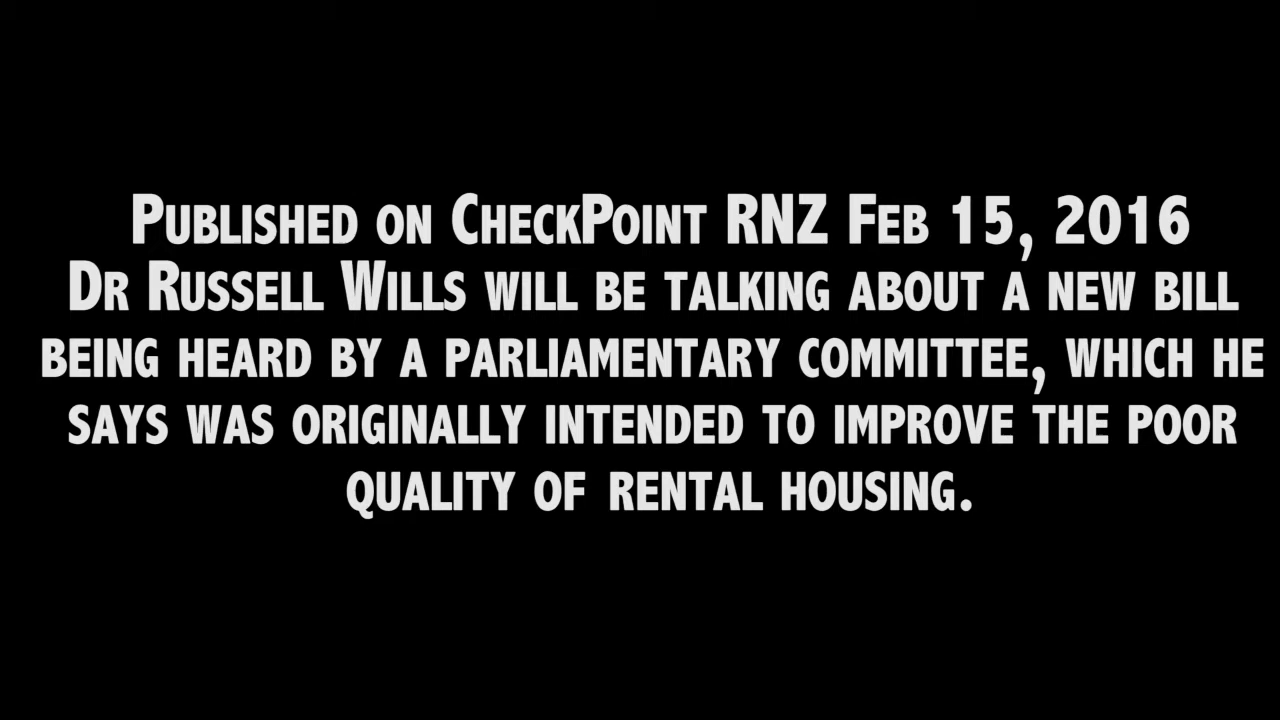 Published on CheckPoint RNZ Feb 15, 2016
Dr Russell Wills will be talking about a new bill
being heard by a parliamentary committee, which he
says was originally intended to improve the poor
quality of rental housing.